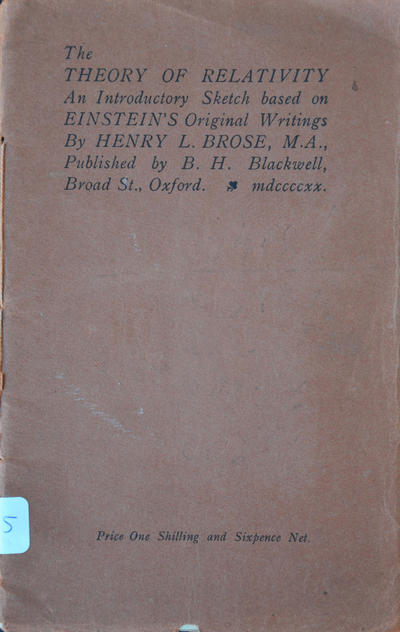 The
THEORY OF RELATIVITY
An Introductory Sketch based on
EINSTEIN'S Original Writings
By HENRY L. BROSE, M.A.,
Published by B. H. Blackwell,
Broad St., Oxford. mdccccxx.
5
Price One Shilling and Sixpence Net.